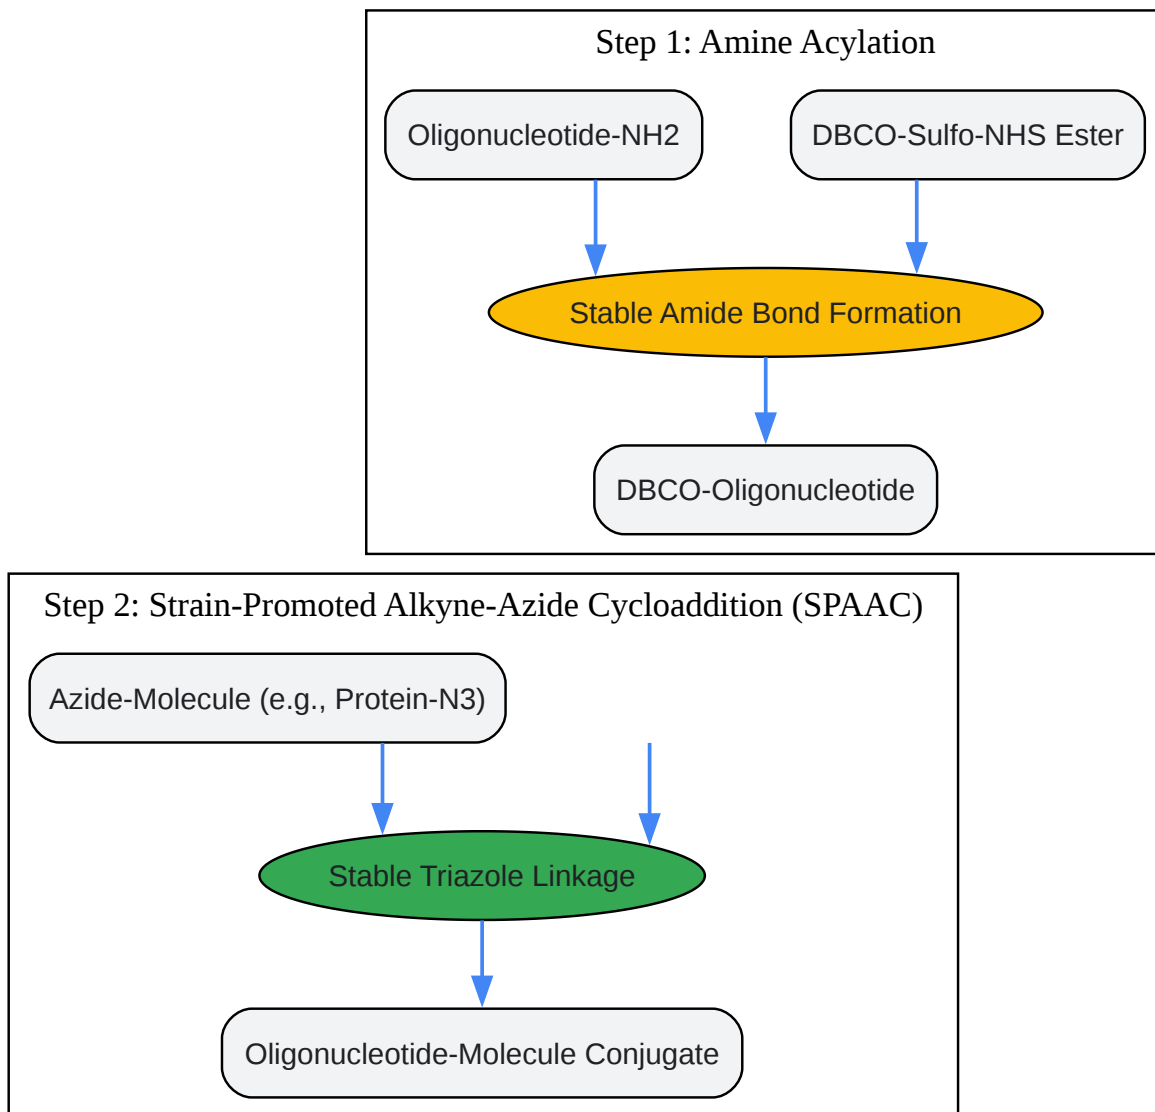 Step 1: Amine Acylation
Oligonucleotide-NH2
DBCO-Sulfo-NHS Ester
Stable Amide Bond Formation
DBCO-Oligonucleotide
Step 2: Strain-Promoted Alkyne-Azide Cycloaddition (SPAAC)
Azide-Molecule (e.g., Protein-N3)
Stable Triazole Linkage
Oligonucleotide-Molecule Conjugate